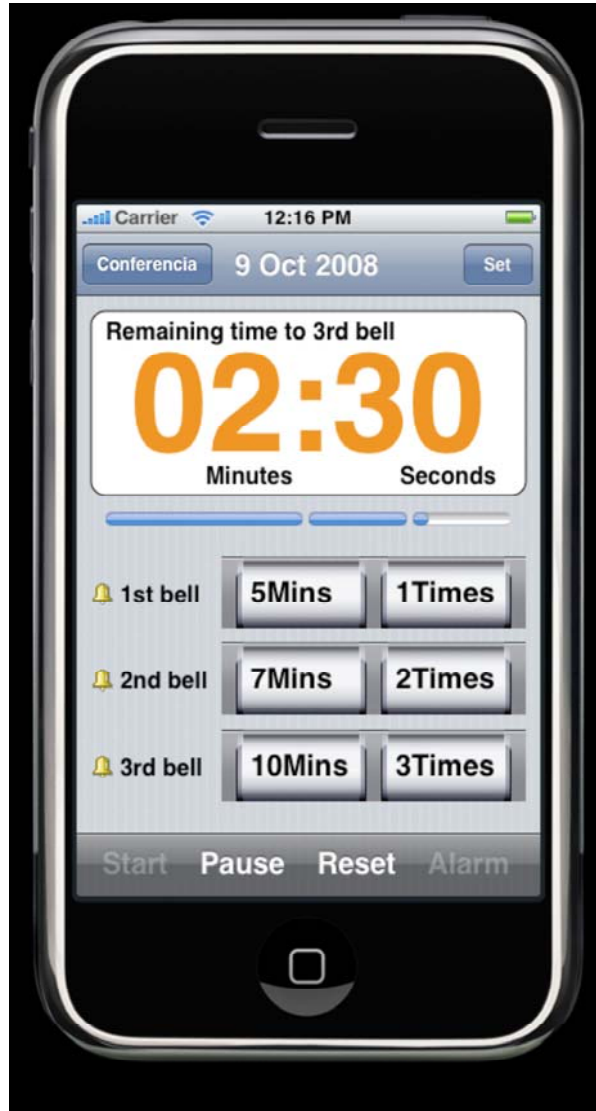 Carrier 12:16 PM
Conferencia 9 Oct 2008 Set
Remaining time to 3rd bell
02:30
Minutes Seconds
1st bell 5Mins 1Times
2nd bell 7Mins 2Times
3rd bell 10Mins 3Times
Start Pause Reset Alarm